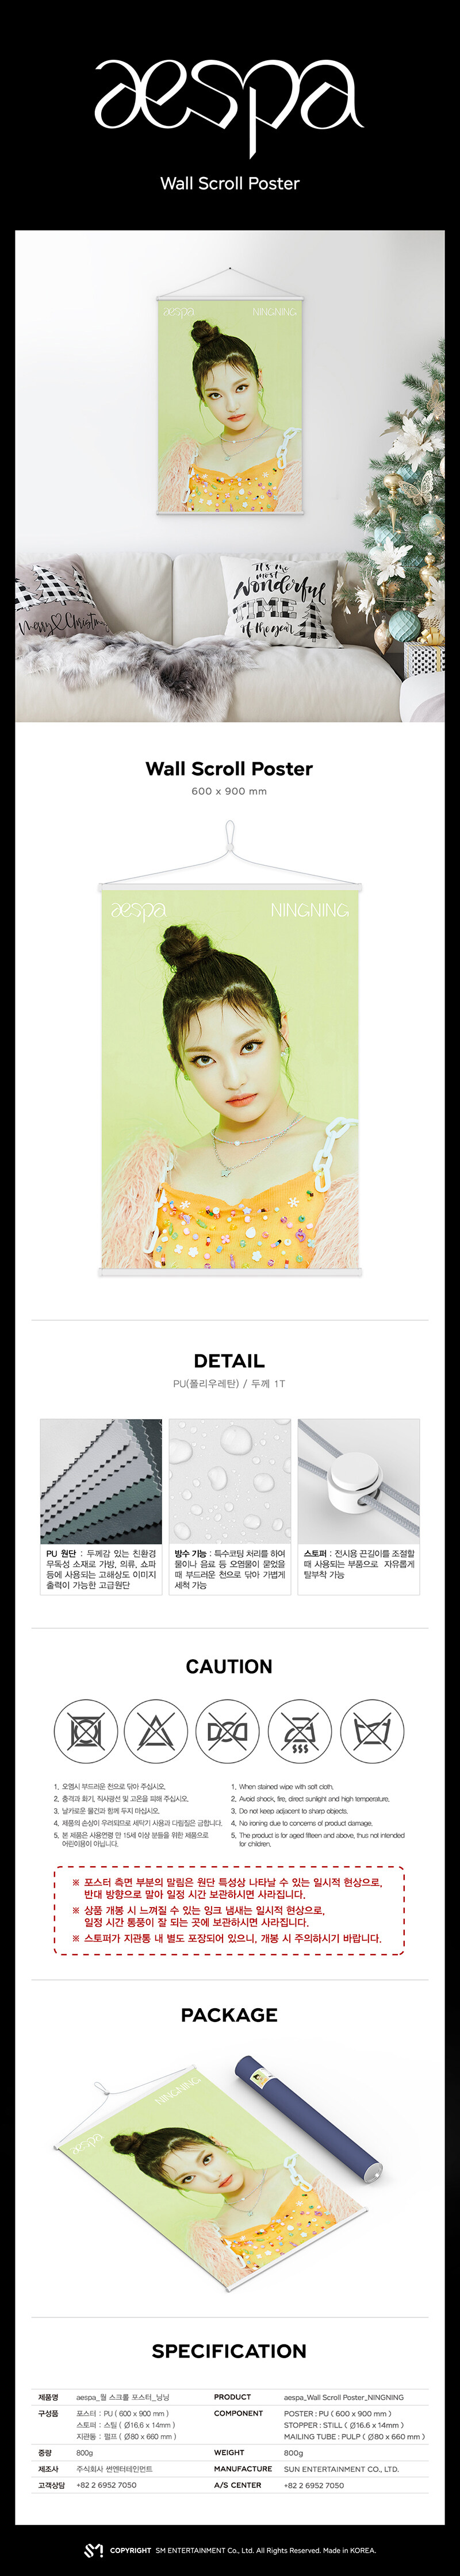 aespa
Wall Scroll Poster
aespa NINGNING
Merry Christm
It's the
most
Wonderful
time
of the year
Wall Scroll Poster
600 x 900 mm
aespa NINGNING
DETAIL
PU(폴리우레탄) / 두께 1T
PU 원단 : 두께감 있는 친환경
무독성 소재로 가방, 의류, 쇼파
등에 사용되는 고해상도 이미지
출력이 가능한 고급원단
방수 기능 : 특수코팅 처리를 하여
물이나 음료 등 오염물이 묻었을
때 부드러운 천으로 닦아 가볍게
세척 가능
스토퍼 : 전시용 끈길이를 조절할
때 사용되는 부품으로 자유롭게
탈부착 가능
CAUTION
1. 오염시 부드러운 천으로 닦아 주십시오.
2. 충격과 화기, 직사광선 및 고온을 피해 주십시오.
3. 날카로운 물건과 함께 두지 마십시오.
4. 제품의 손상이 우려되므로 세탁기 사용과 다림질은 금합니다.
5. 본 제품은 사용연령 만 15세 이상 분들을 위한 제품으로
어린이용이 아닙니다.
1. When stained wipe with soft cloth.
2. Avoid shock, fire, direct sunlight and high temperature.
3. Do not keep adjacent to sharp objects.
4. No ironing due to concerns of product damage.
5. The product is for aged fifteen and above, thus not intended
for children.
※ 포스터 측면 부분의 말림은 원단 특성상 나타날 수 있는 일시적 현상으로,
반대 방향으로 말아 일정 시간 보관하시면 사라집니다.
※ 상품 개봉 시 느껴질 수 있는 잉크 냄새는 일시적 현상으로,
일정 시간 통풍이 잘 되는 곳에 보관하시면 사라집니다.
※ 스토퍼가 지관통 내 별도 포장되어 있으니, 개봉 시 주의하시기 바랍니다.
PACKAGE
aespa NINGNING
SPECIFICATION
제품명 aespa_월 스크롤 포스터_닝닝
구성품 포스터 : PU ( 600 x 900 mm )
스토퍼 : 스틸 ( Ø16.6 x 14mm )
지관통 : 펄프 ( Ø80 x 660 mm )
중량 800g
제조사 주식회사 썬엔터테인먼트
고객상담 +82 2 6952 7050
PRODUCT aespa_Wall Scroll Poster_NINGNING
COMPONENT POSTER : PU ( 600 x 900 mm )
STOPPER : STILL ( Ø16.6 x 14mm )
MAILING TUBE : PULP ( Ø80 x 660 mm )
WEIGHT 800g
MANUFACTURE SUN ENTERTAINMENT CO., LTD.
A/S CENTER +82 2 6952 7050
SM COPYRIGHT SM ENTERTAINMENT Co., Ltd. All Rights Reserved. Made in KOREA.